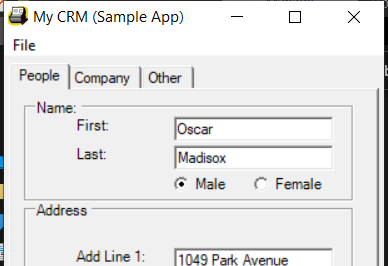 My CRM (Sample App)
File
People Company Other
Name:
First: Oscar
Last: Madisox
Male Female
Address
Add Line 1: 1049 Park Avenue